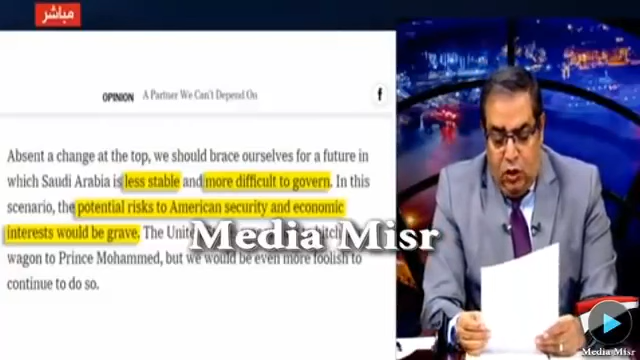 مباشر
OPINION A Partner We Can't Depend On
f
Absent a change at the top, we should brace ourselves for a future in
which Saudi Arabia is less stable and more difficult to govern. In this
scenario, the potential risks to American security and economic
interests would be grave. The Unite
wagon to Prince Mohammed, but we would be even more foolish to
continue to do so.
Media Misr
Media Misr